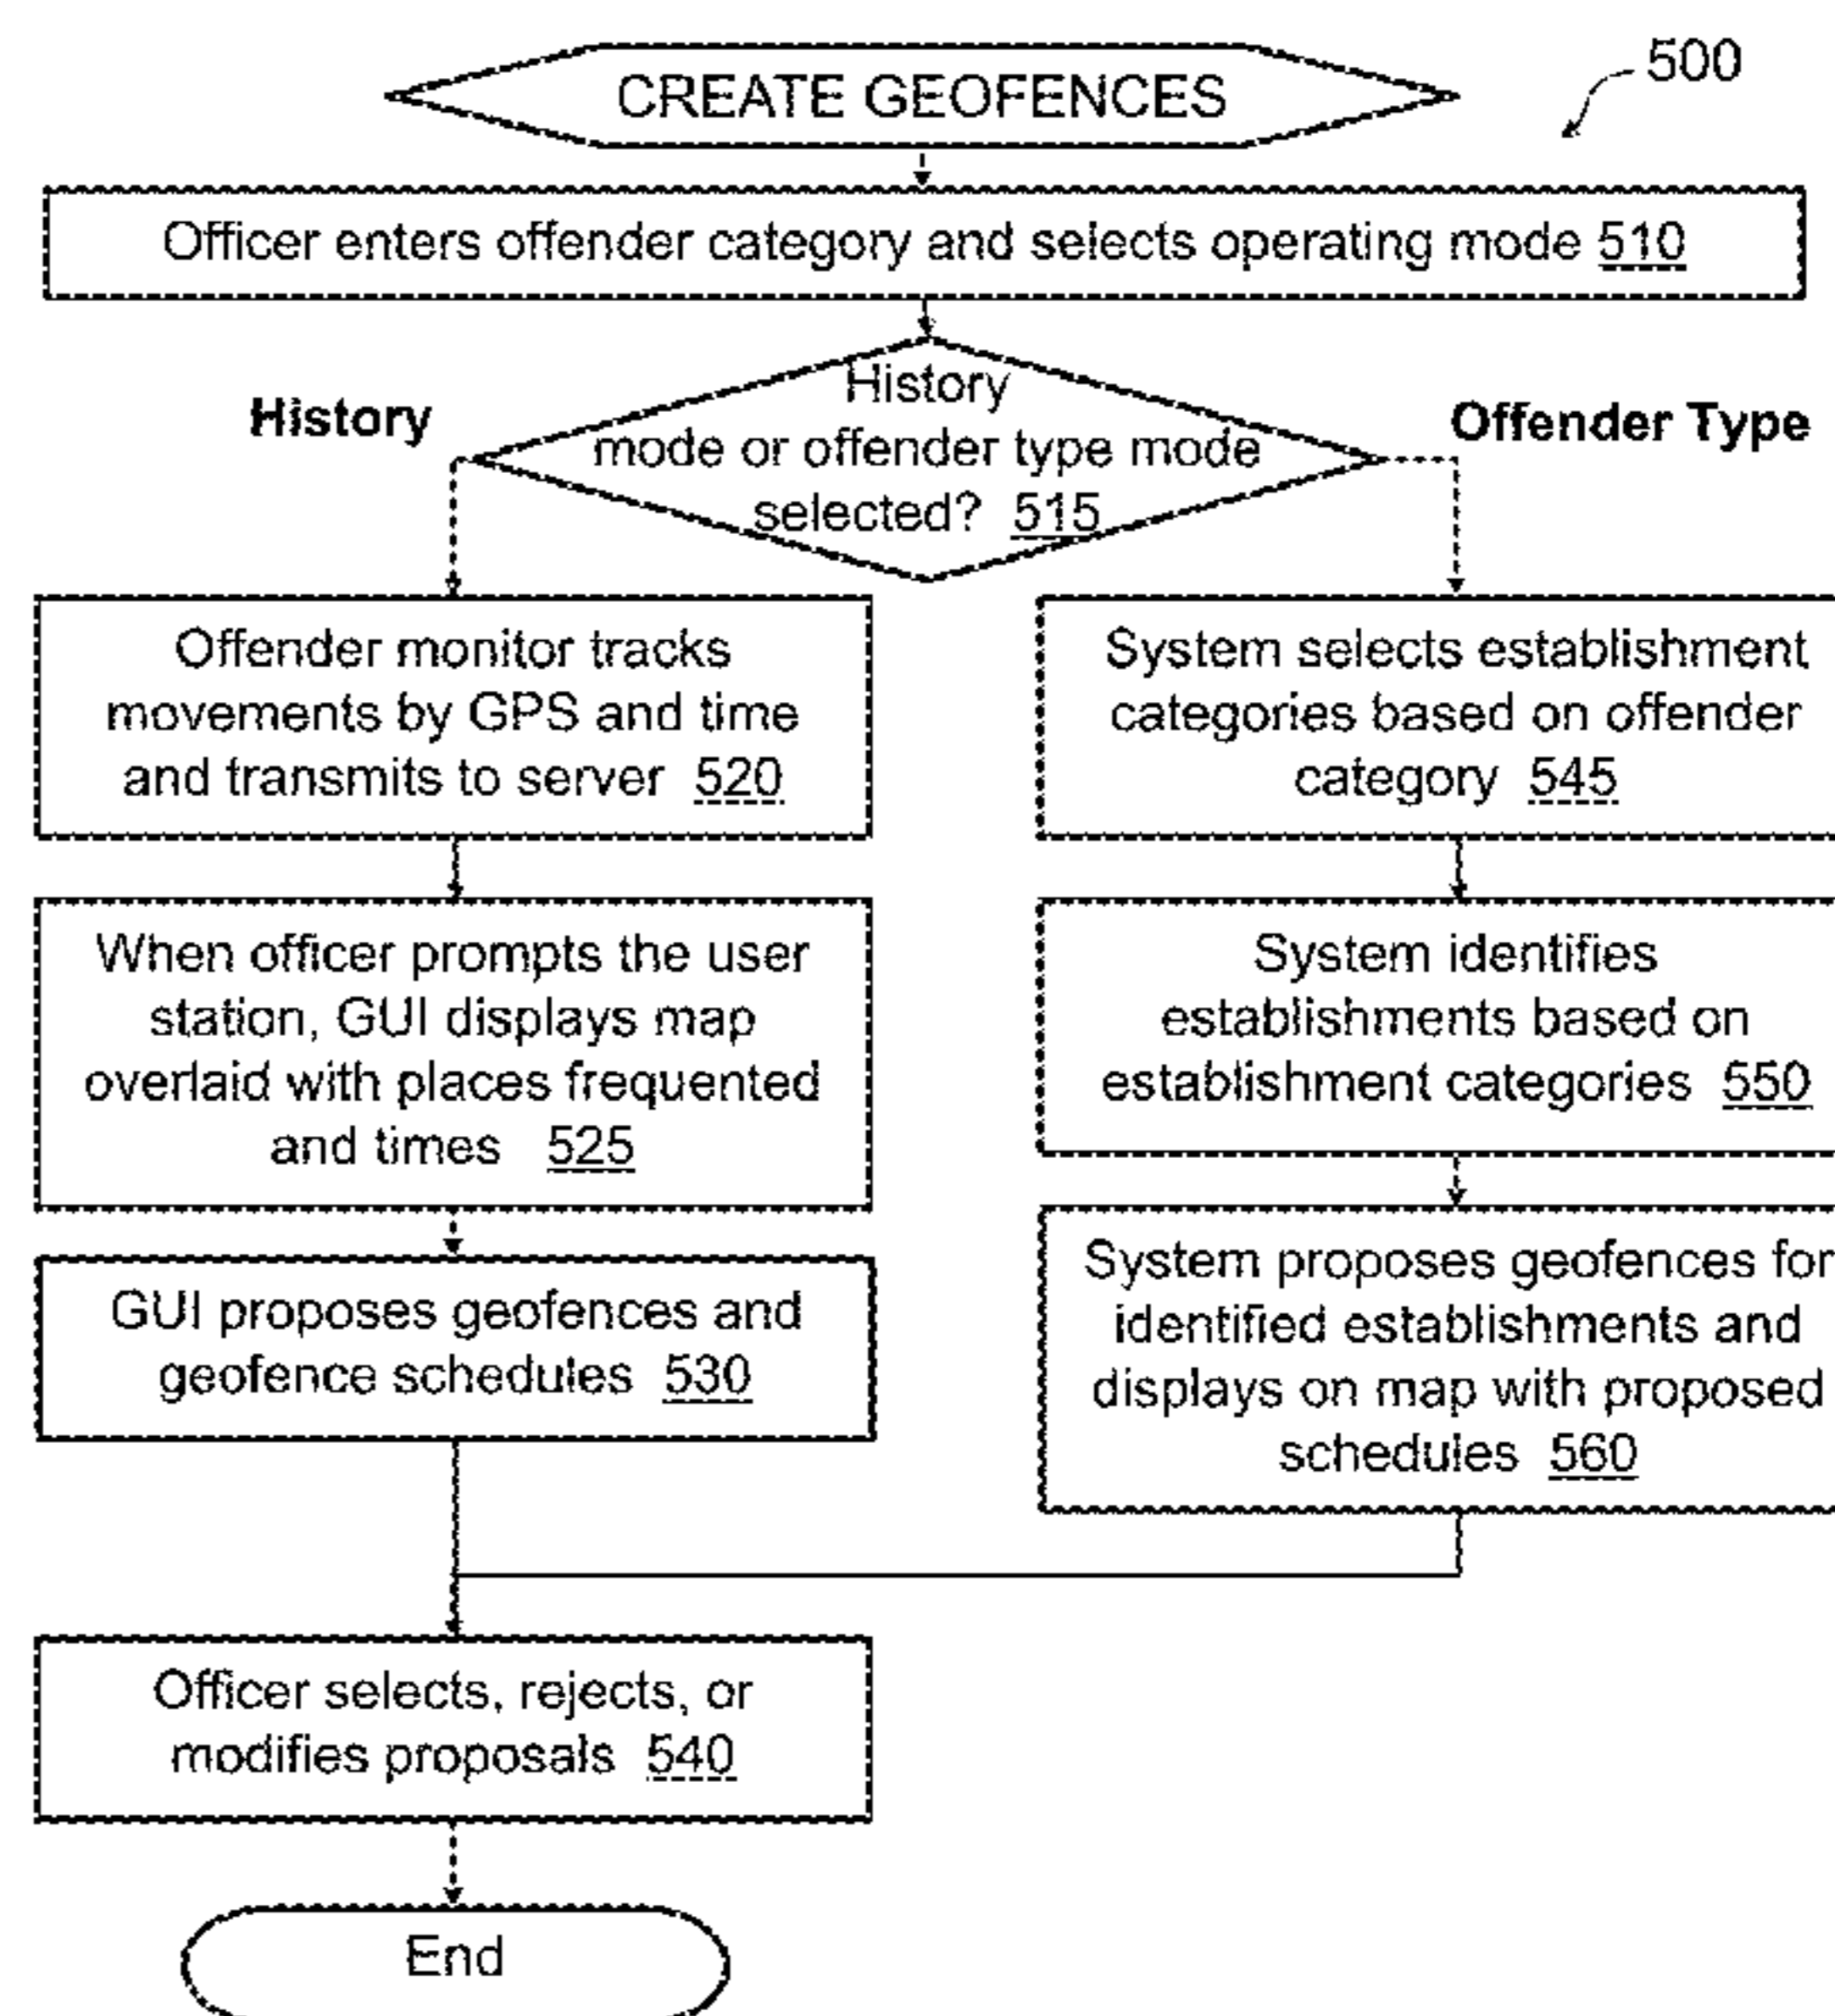 CREATE GEOFENCES
500
Officer enters offender category and selects operating mode 510
History
mode or offender type mode
selected? 515
History
Offender Type
Offender monitor tracks
movements by GPS and time
and transmits to server 520
When officer prompts the user
station, GUI displays map
overlaid with places frequented
and times 525
GUI proposes geofences and
geofence schedules 530
System selects establishment
categories based on offender
category 545
System identifies
establishments based on
establishment categories 550
System proposes geofences for
identified establishments and
displays on map with proposed
schedules 560
Officer selects, rejects, or
modifies proposals 540
End